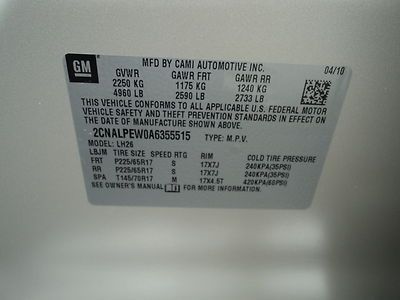 GM
MFD BY CAMI AUTOMOTIVE INC.
04/10
GVWR GAWR FRT GAWR RR
2250 KG 1175 KG 1240 KG
4960 LB 2590 LB 2733 LB
THIS VEHICLE CONFORMS TO ALL APPLICABLE U.S. FEDERAL MOTOR
VEHICLE SAFETY AND THEFT PREVENTION STANDARDS IN EFFECT
ON THE DATE OF MANUFACTURE SHOWN ABOVE.
2CNALPEW0A6355515 TYPE: M.P.V.
MODEL: LH26
LBJM TIRE SIZE SPEED RTG RIM COLD TIRE PRESSURE
FRT P225/65R17 S 17X7J 240KPA(35PSI)
RR P225/65R17 S 17X7J 240KPA(35PSI)
SPA T145/70R17 M 17X4.5T 420KPA(60PSI)
SEE OWNER'S MANUAL FOR MORE INFORMATION.